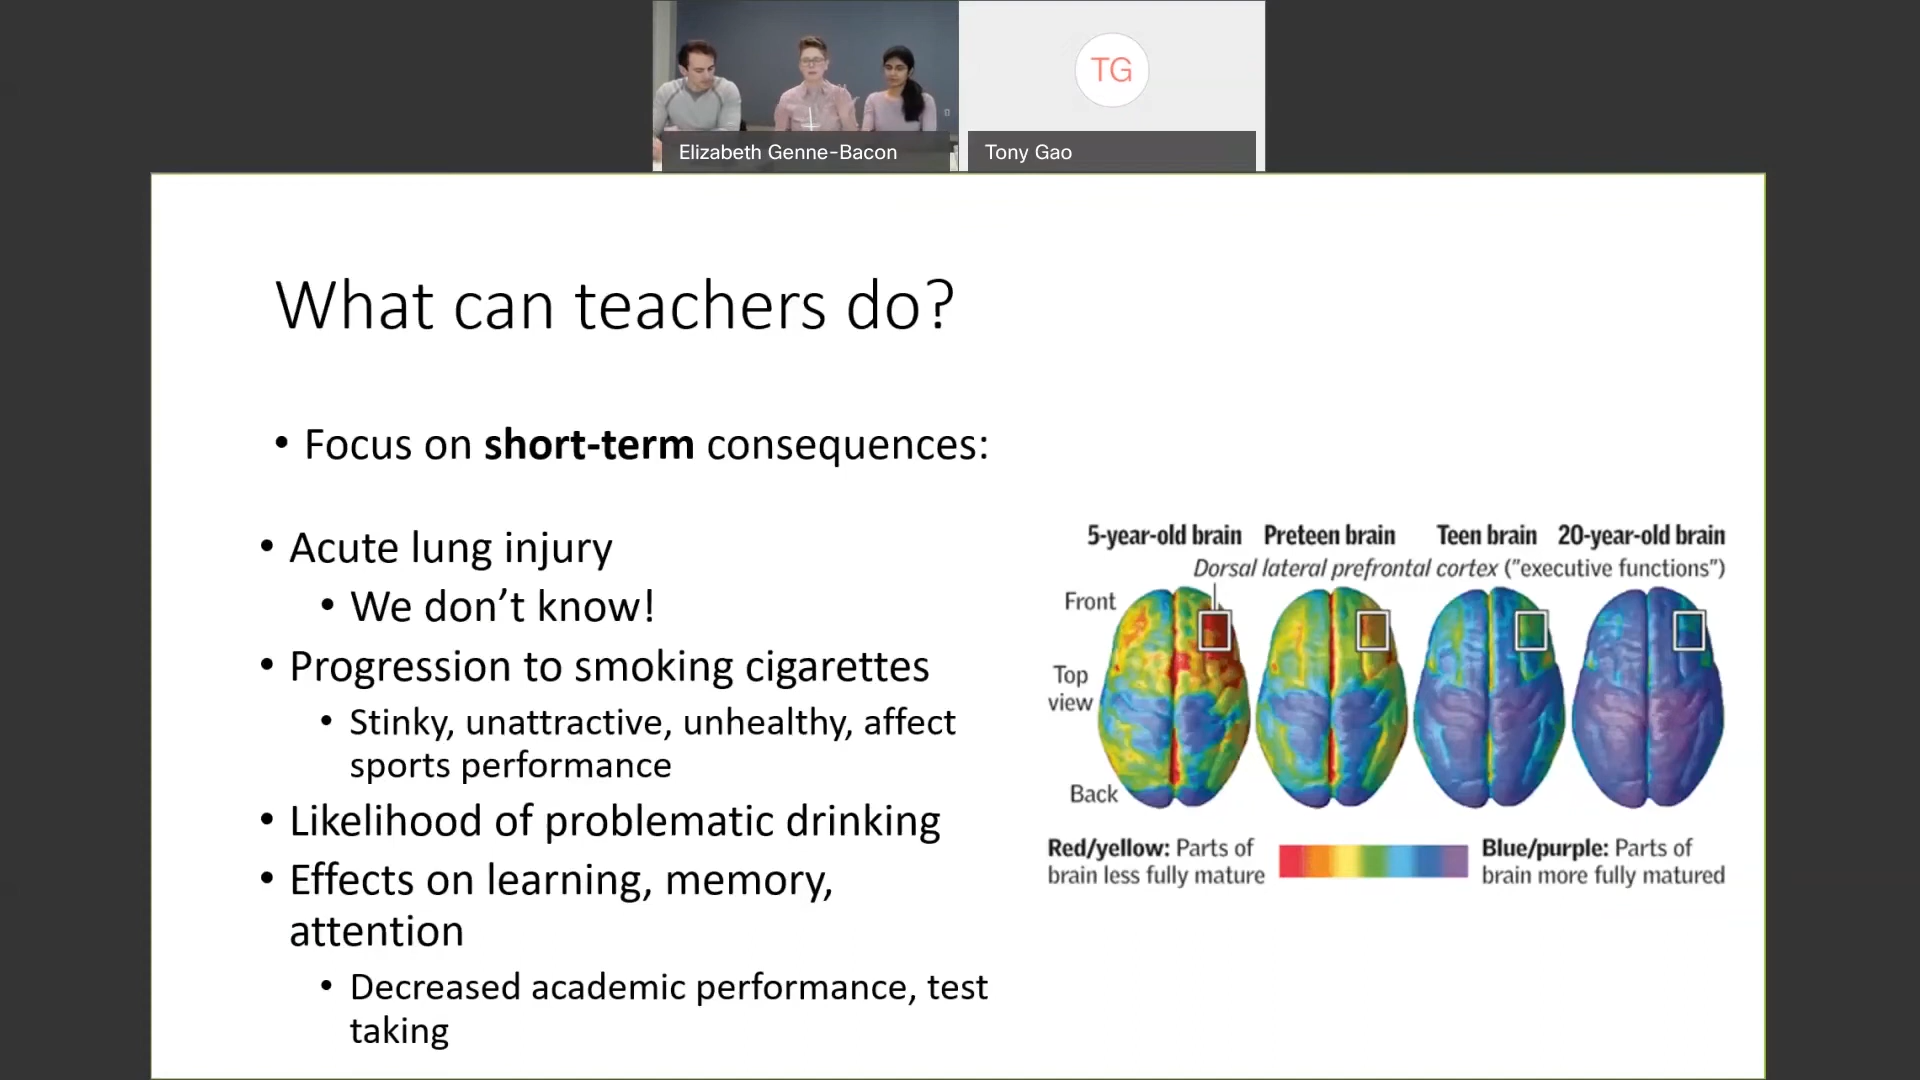 Elizabeth Genne-Bacon
TG
Tony Gao
What can teachers do?
• Focus on short-term consequences:
• Acute lung injury
• We don’t know!
• Progression to smoking cigarettes
• Stinky, unattractive, unhealthy, affect
sports performance
• Likelihood of problematic drinking
• Effects on learning, memory,
attention
• Decreased academic performance, test
taking
5-year-old brain Preteen brain Teen brain 20-year-old brain
Dorsal lateral prefrontal cortex ("executive functions")
Front
Top
view
Back
Red/yellow: Parts of
brain less fully mature
Blue/purple: Parts of
brain more fully matured